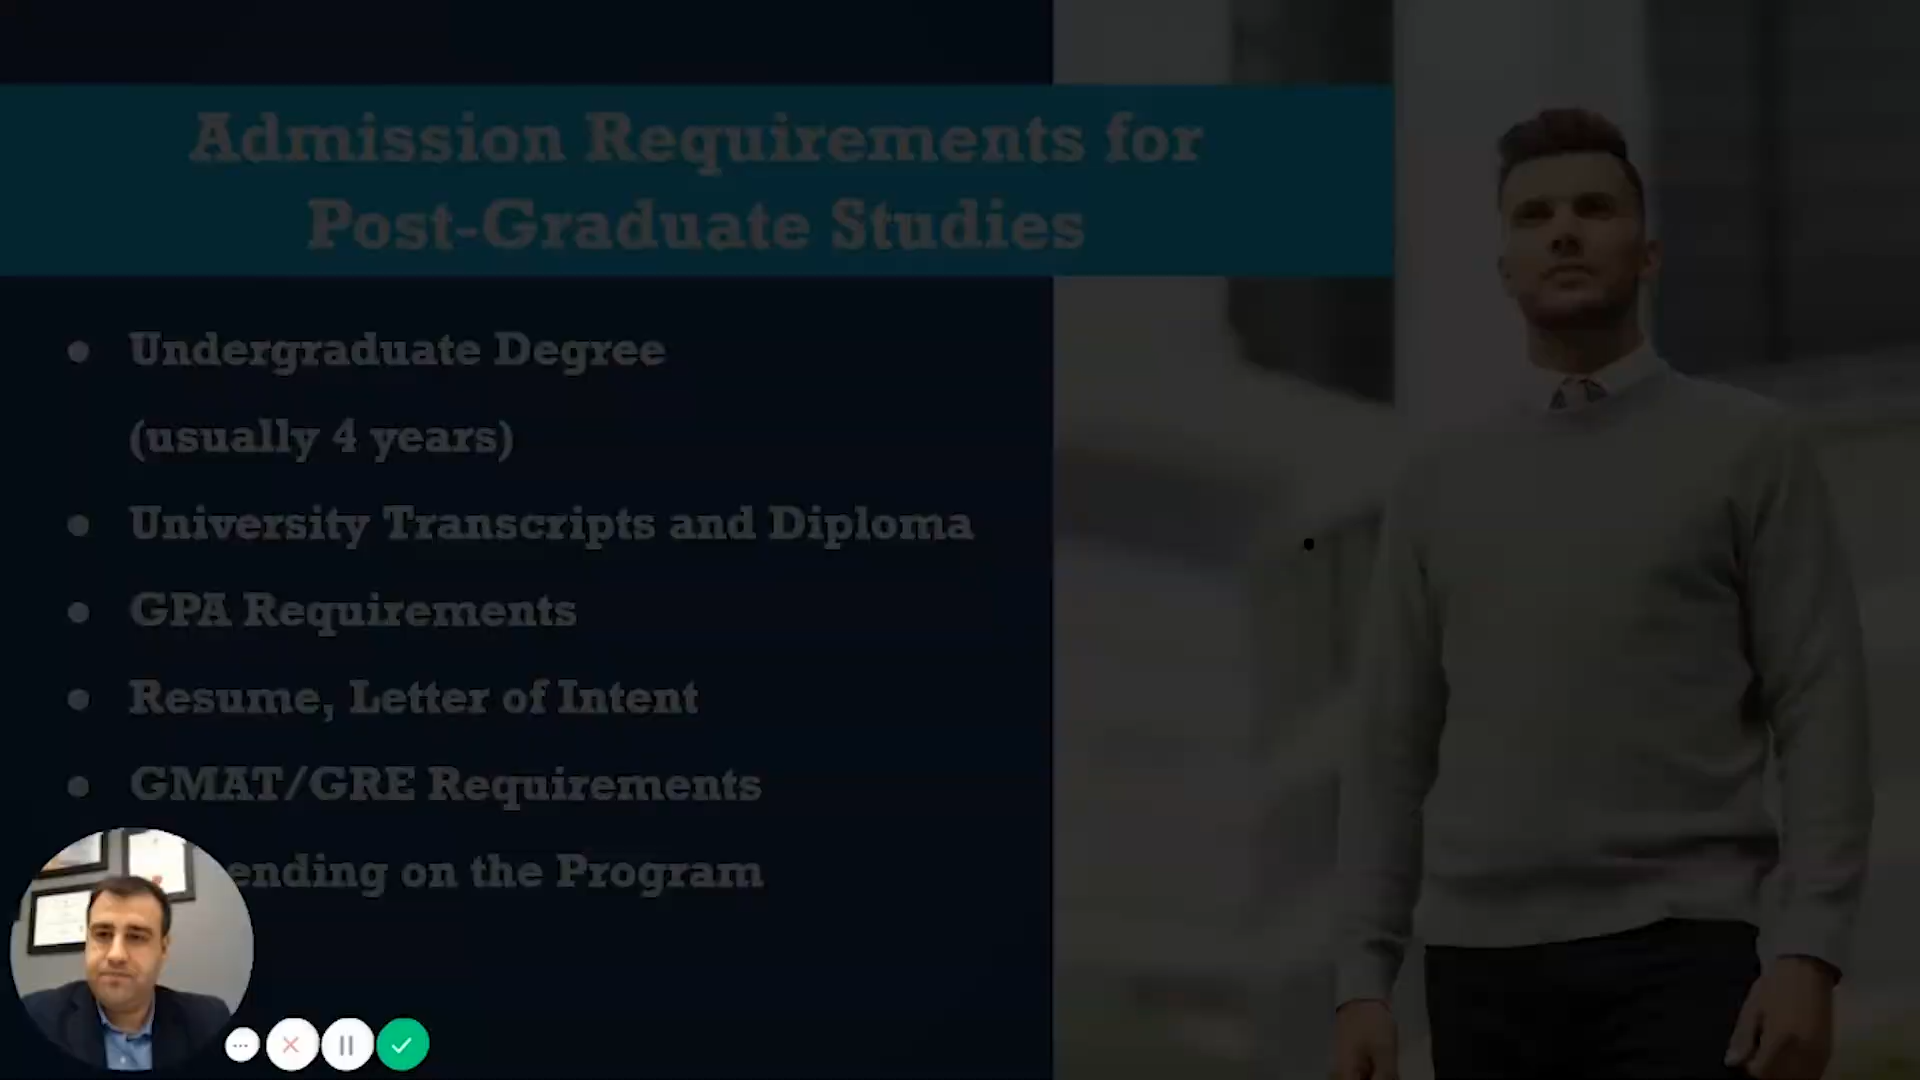 Admission Requirements for
Post-Graduate Studies
● Undergraduate Degree
(usually 4 years)
● University Transcripts and Diploma
● GPA Requirements
● Resume, Letter of Intent
● GMAT/GRE Requirements
ending on the Program